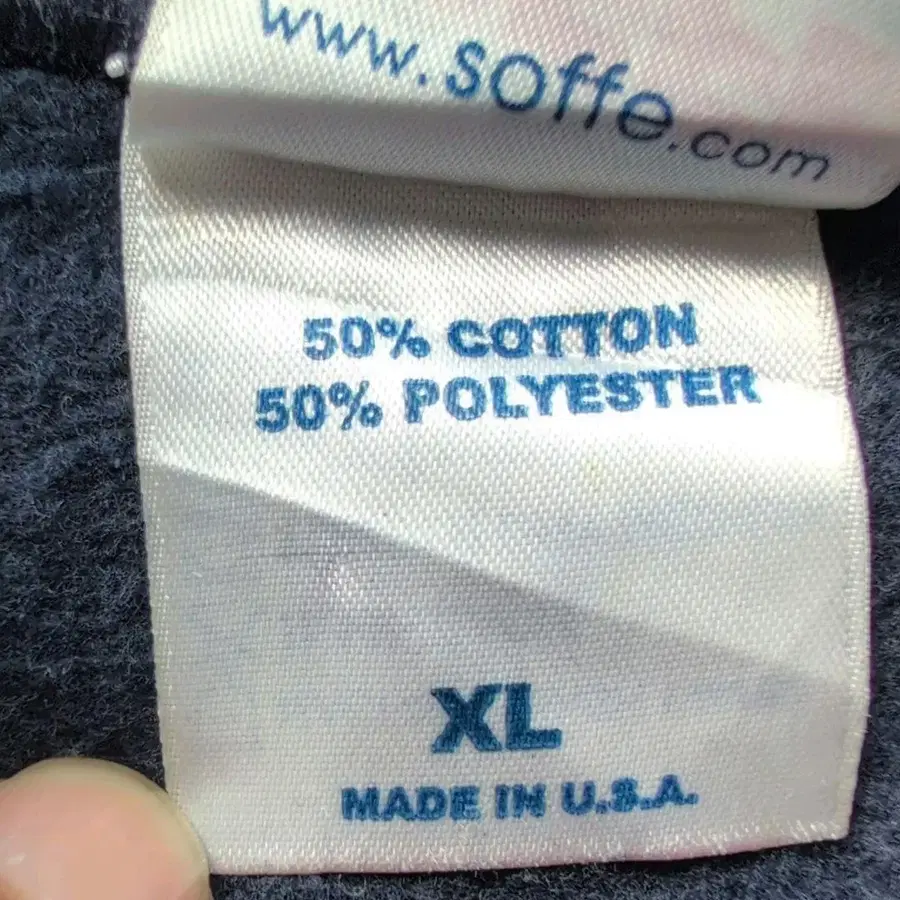 www.soffe.com
50% COTTON
50% POLYESTER
XL
MADE IN U.S.A.